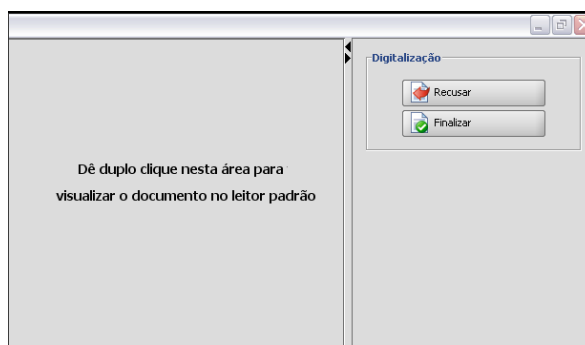 Digitalização
Recusar
Finalizar
Dê duplo clique nesta área para
visualizar o documento no leitor padrão